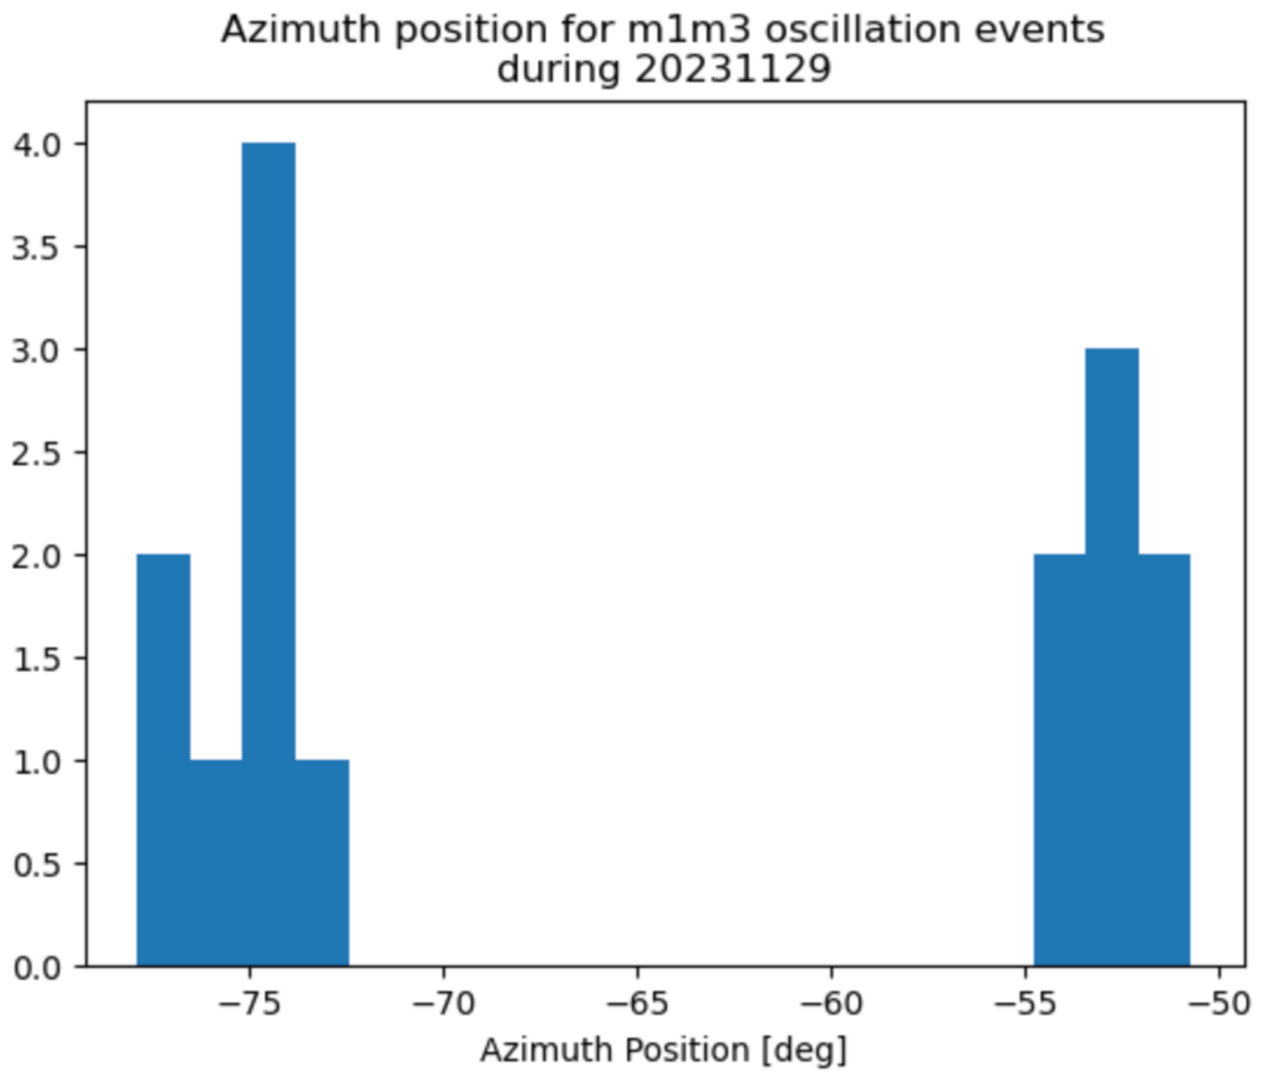 Azimuth position for m1m3 oscillation events
during 20231129
4.0
3.5
3.0
2.5
2.0
1.5
1.0
0.5
0.0
−75 −70 −65 −60 −55 −50
Azimuth Position [deg]